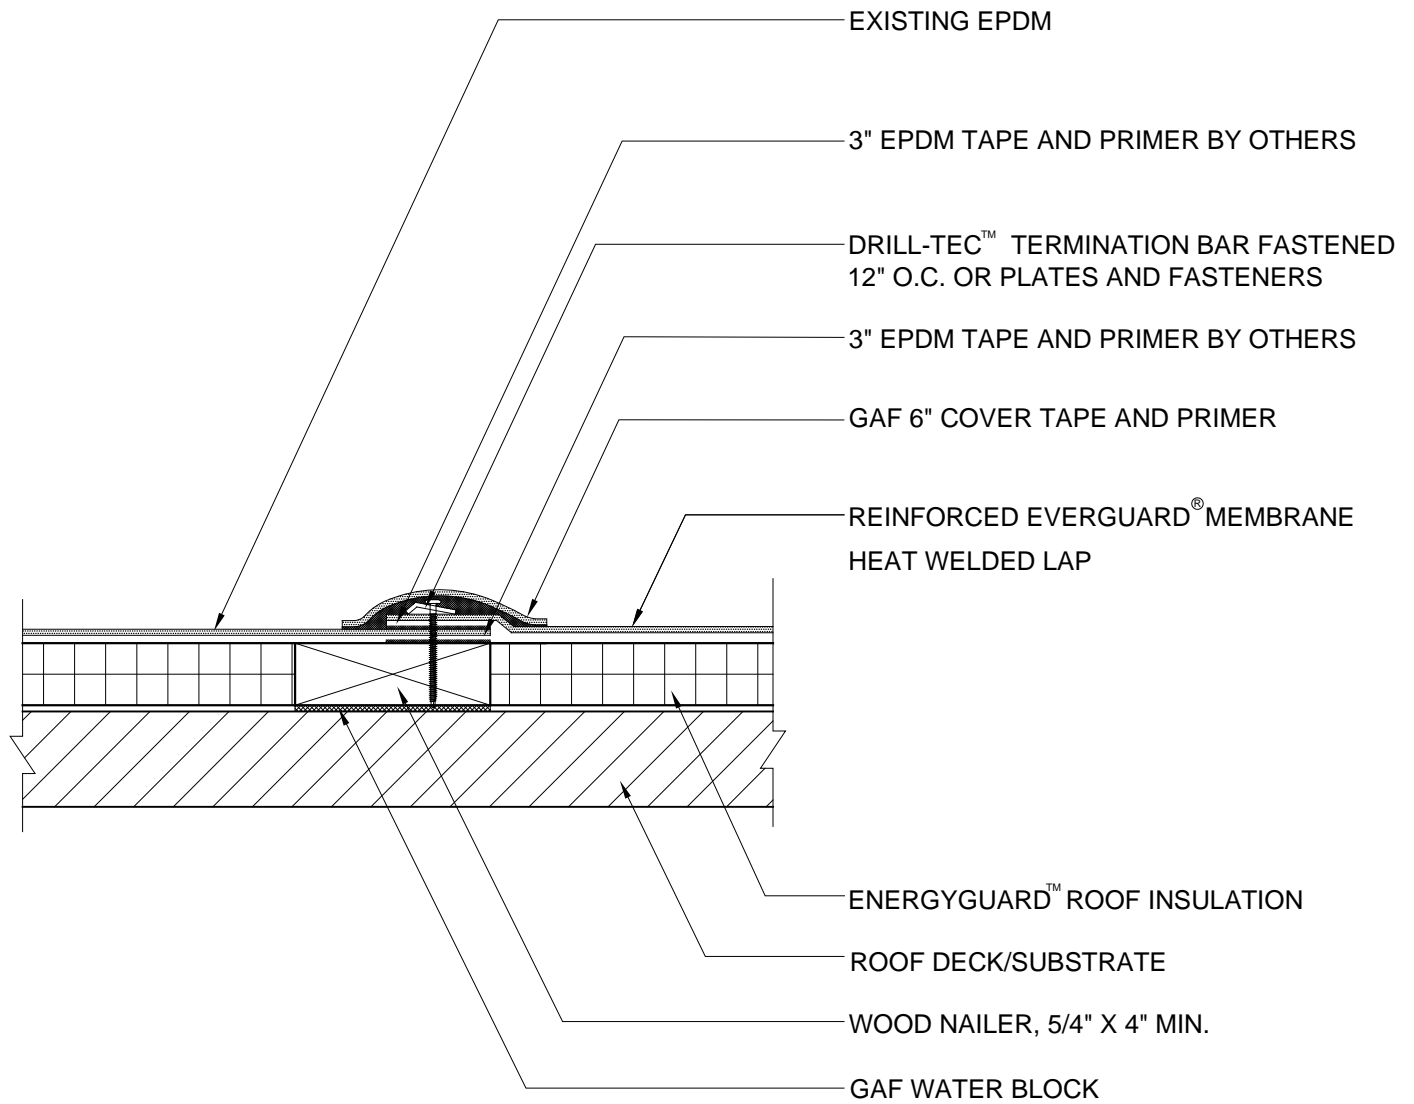 EXISTING EPDM
3" EPDM TAPE AND PRIMER BY OTHERS
DRILL-TEC™ TERMINATION BAR FASTENED
12" O.C. OR PLATES AND FASTENERS
3" EPDM TAPE AND PRIMER BY OTHERS
GAF 6" COVER TAPE AND PRIMER
REINFORCED EVERGUARD® MEMBRANE
HEAT WELDED LAP
ENERGYGUARD™ ROOF INSULATION
ROOF DECK/SUBSTRATE
WOOD NAILER, 5/4" X 4" MIN.
GAF WATER BLOCK